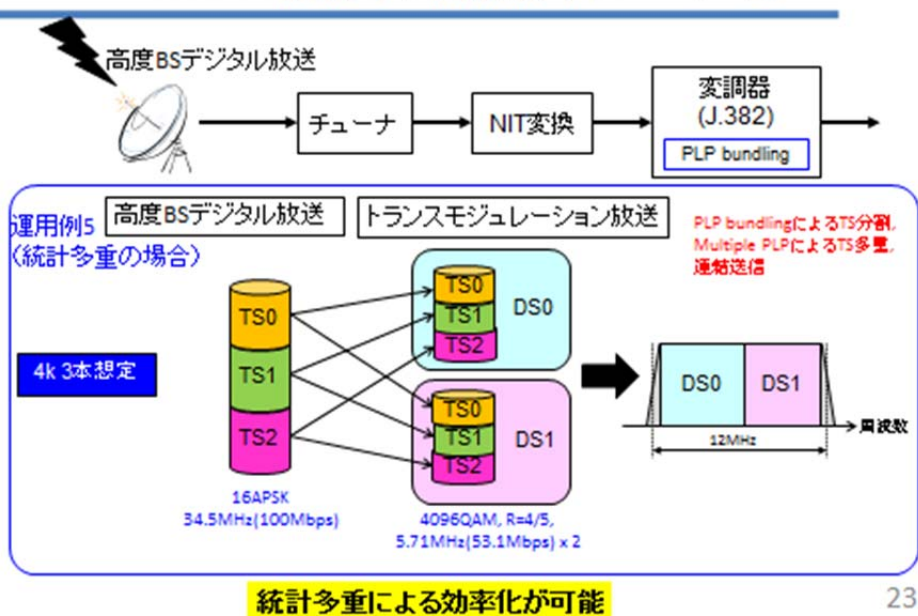 高度BSデジタル放送
チューナ
NIT変換
変調器
(J.382)
PLP bundling
運用例5
(統計多重の場合)
高度BSデジタル放送
トランスモジュレーション放送
PLP bundlingによるTS分割,
Multiple PLPによるTS多重,
連結送信
4k 3本想定
TS0
TS1
TS2
TS0
TS1
TS2
DS0
TS0
TS1
TS2
DS1
DS0
DS1
周波数
12MHz
16APSK
34.5MHz(100Mbps)
4096QAM, R=4/5,
5.71MHz(53.1Mbps) x 2
統計多重による効率化が可能
23